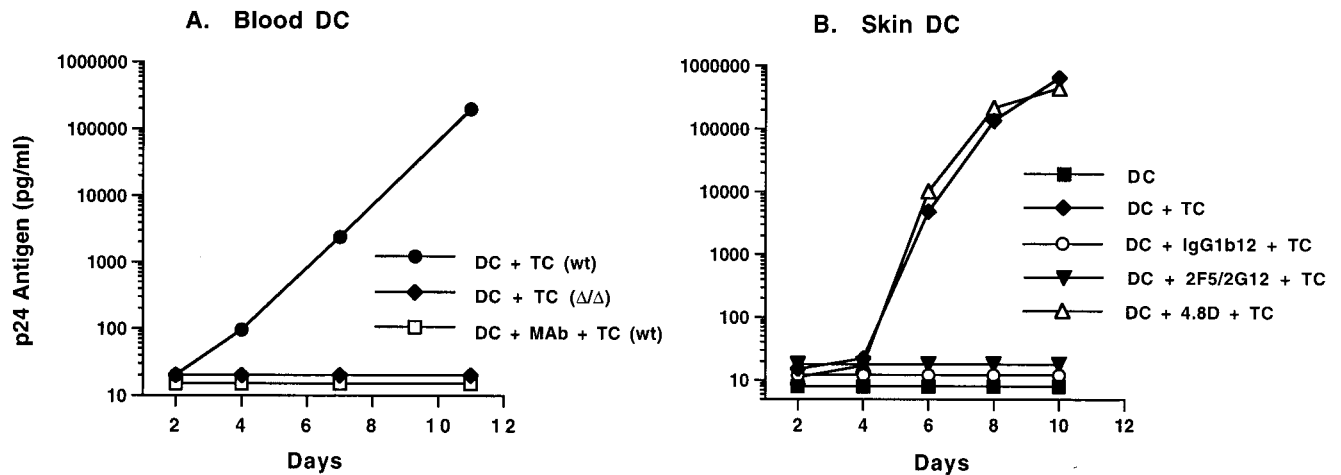 A. Blood DC
1000000
100000
10000
1000
100
10
p24 Antigen (pg/ml)
2 4 6 8 10 12
Days
DC + TC (wt)
DC + TC (Δ/Δ)
DC + MAb + TC (wt)
B. Skin DC
1000000
100000
10000
1000
100
10
2 4 6 8 10 12
Days
DC
DC + TC
DC + IgG1b12 + TC
DC + 2F5/2G12 + TC
DC + 4.8D + TC